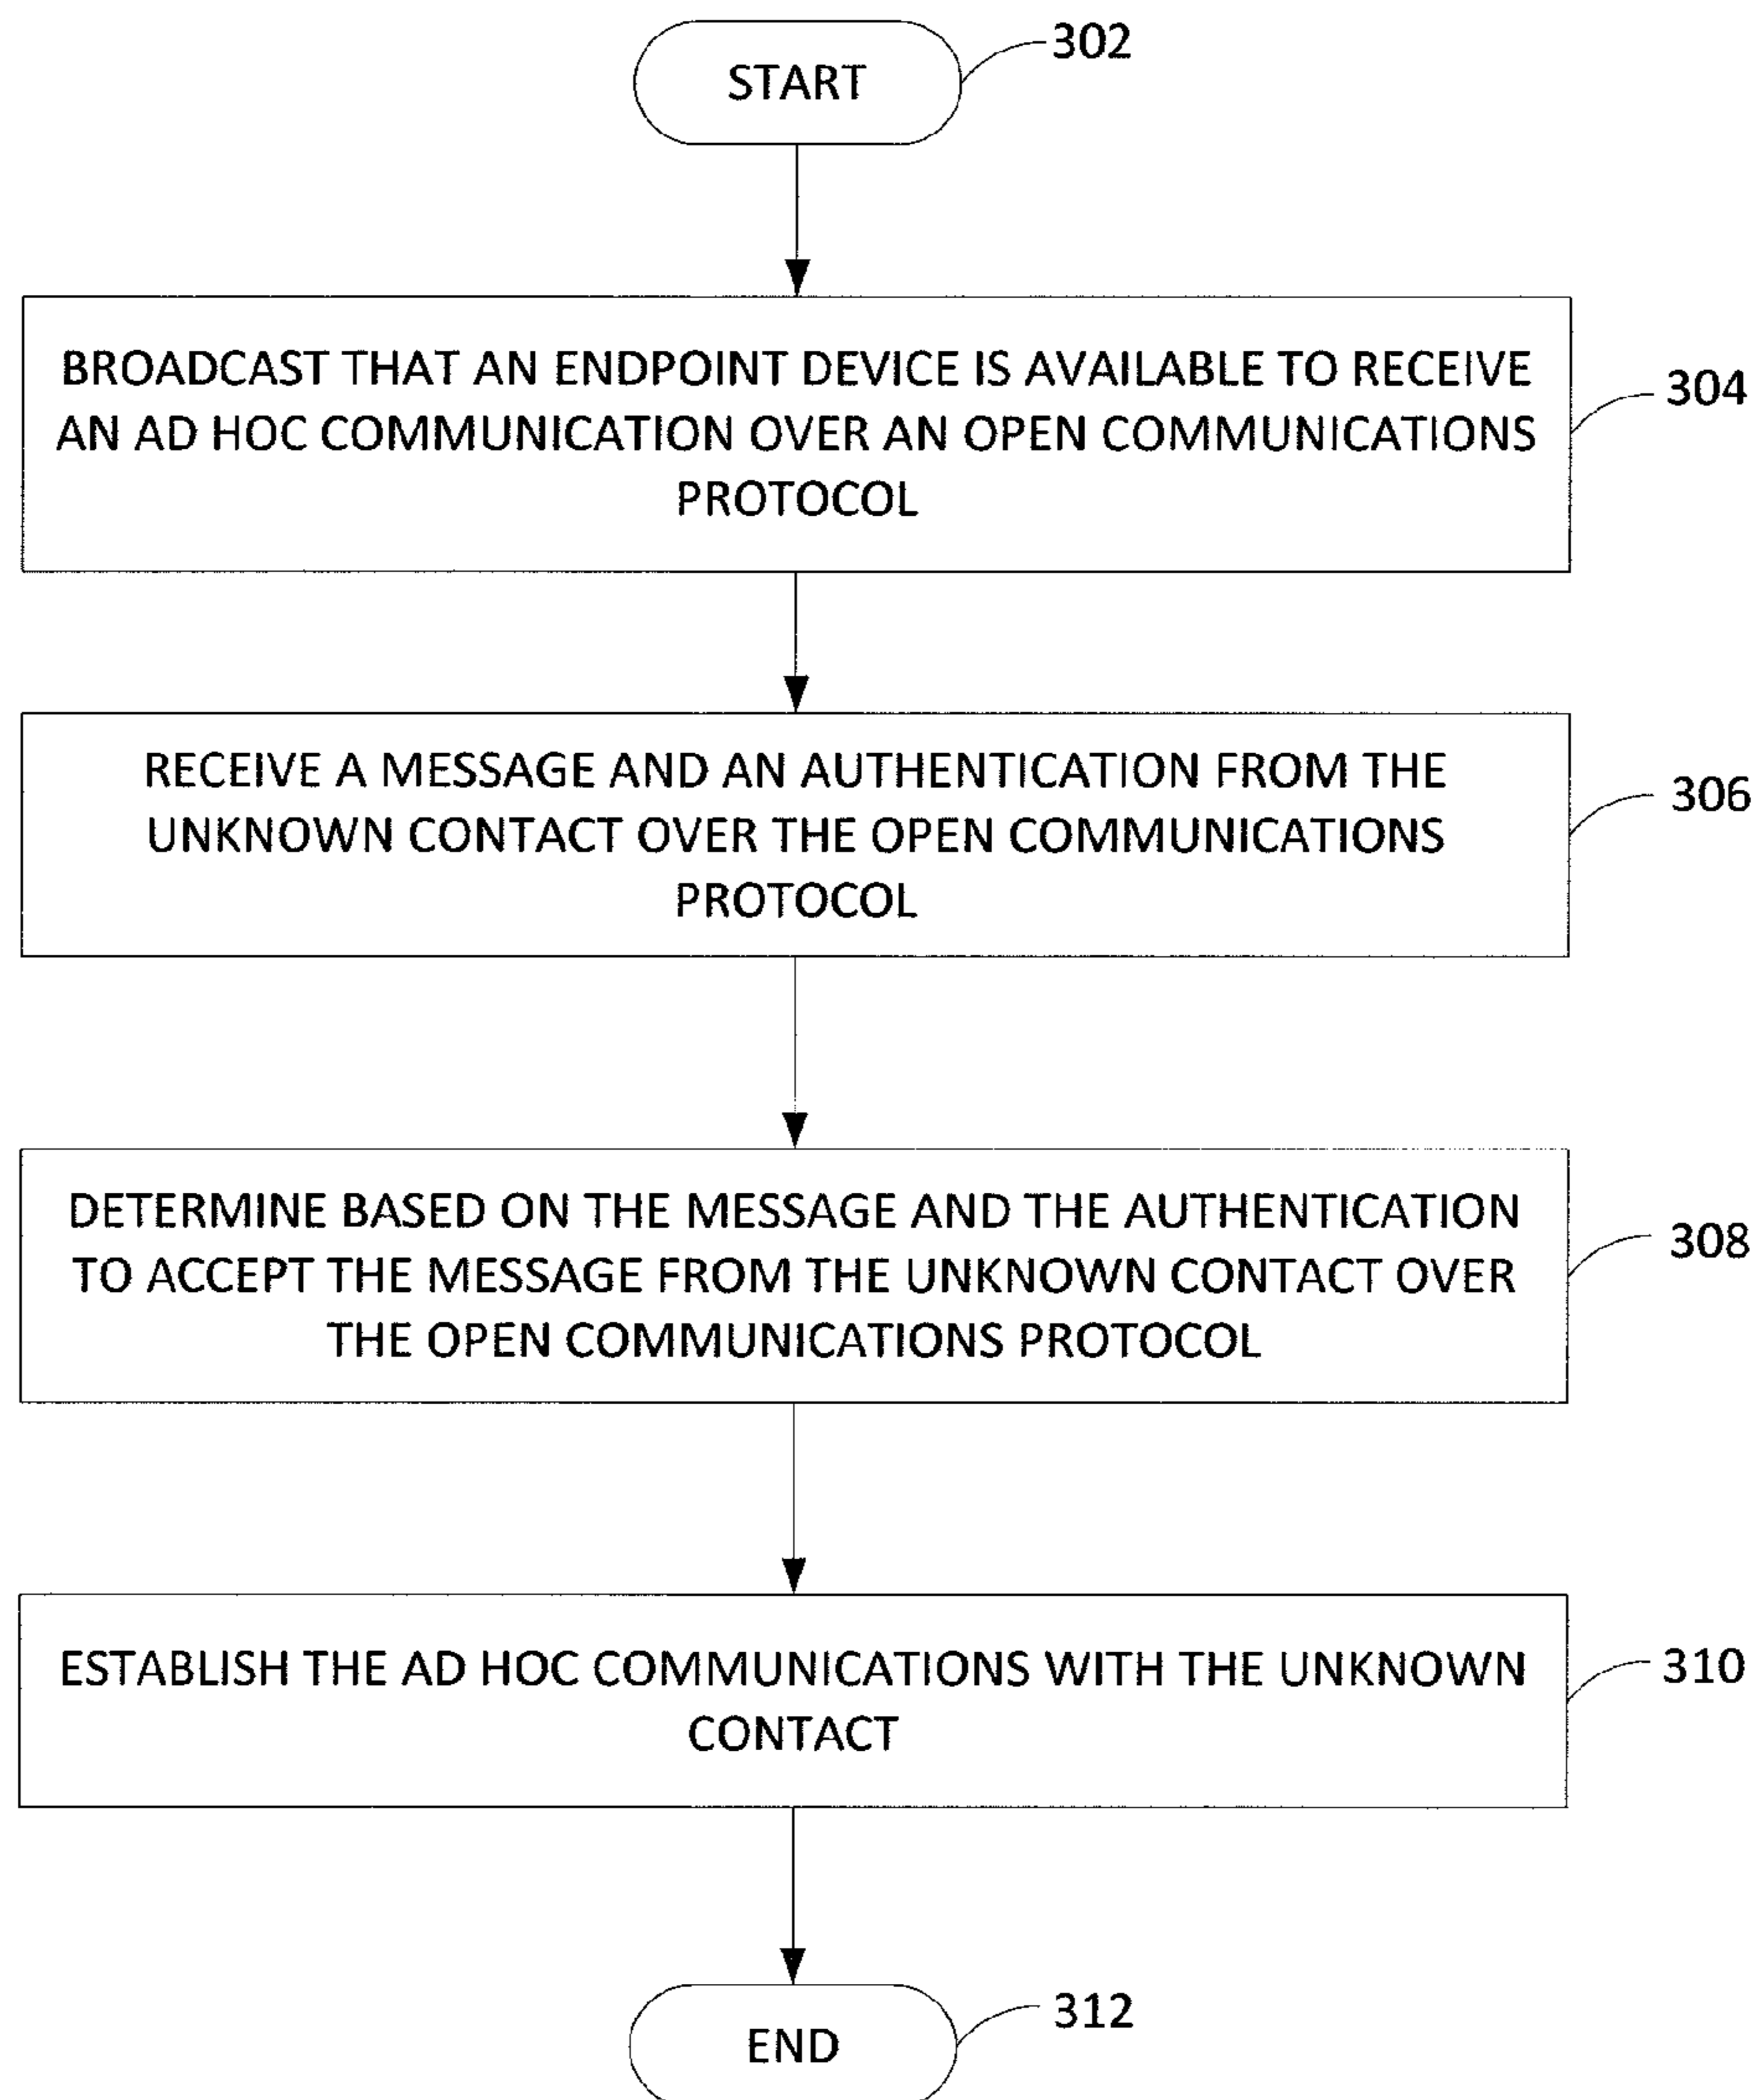 START
302
BROADCAST THAT AN ENDPOINT DEVICE IS AVAILABLE TO RECEIVE
AN AD HOC COMMUNICATION OVER AN OPEN COMMUNICATIONS
PROTOCOL
304
RECEIVE A MESSAGE AND AN AUTHENTICATION FROM THE
UNKNOWN CONTACT OVER THE OPEN COMMUNICATIONS
PROTOCOL
306
DETERMINE BASED ON THE MESSAGE AND THE AUTHENTICATION
TO ACCEPT THE MESSAGE FROM THE UNKNOWN CONTACT OVER
THE OPEN COMMUNICATIONS PROTOCOL
308
ESTABLISH THE AD HOC COMMUNICATIONS WITH THE UNKNOWN
CONTACT
310
END
312